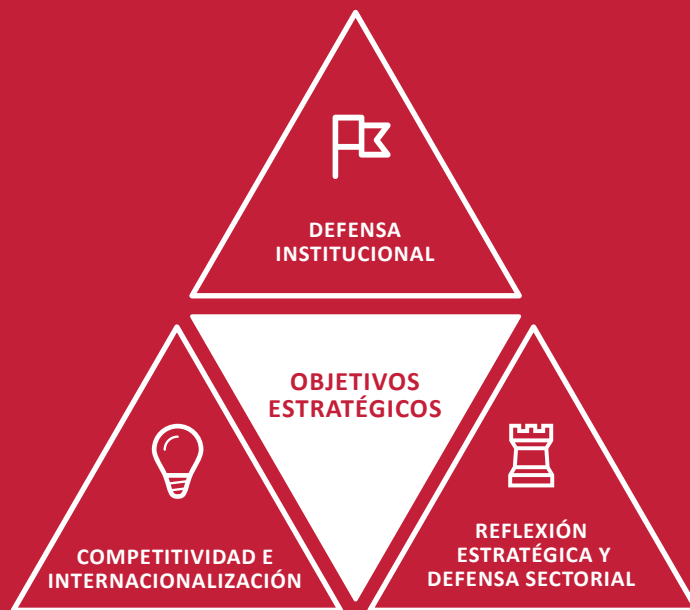 DEFENSA
INSTITUCIONAL
OBJETIVOS
ESTRATÉGICOS
COMPETITIVIDAD E
INTERNACIONALIZACIÓN
REFLEXIÓN
ESTRATÉGICA Y
DEFENSA SECTORIAL